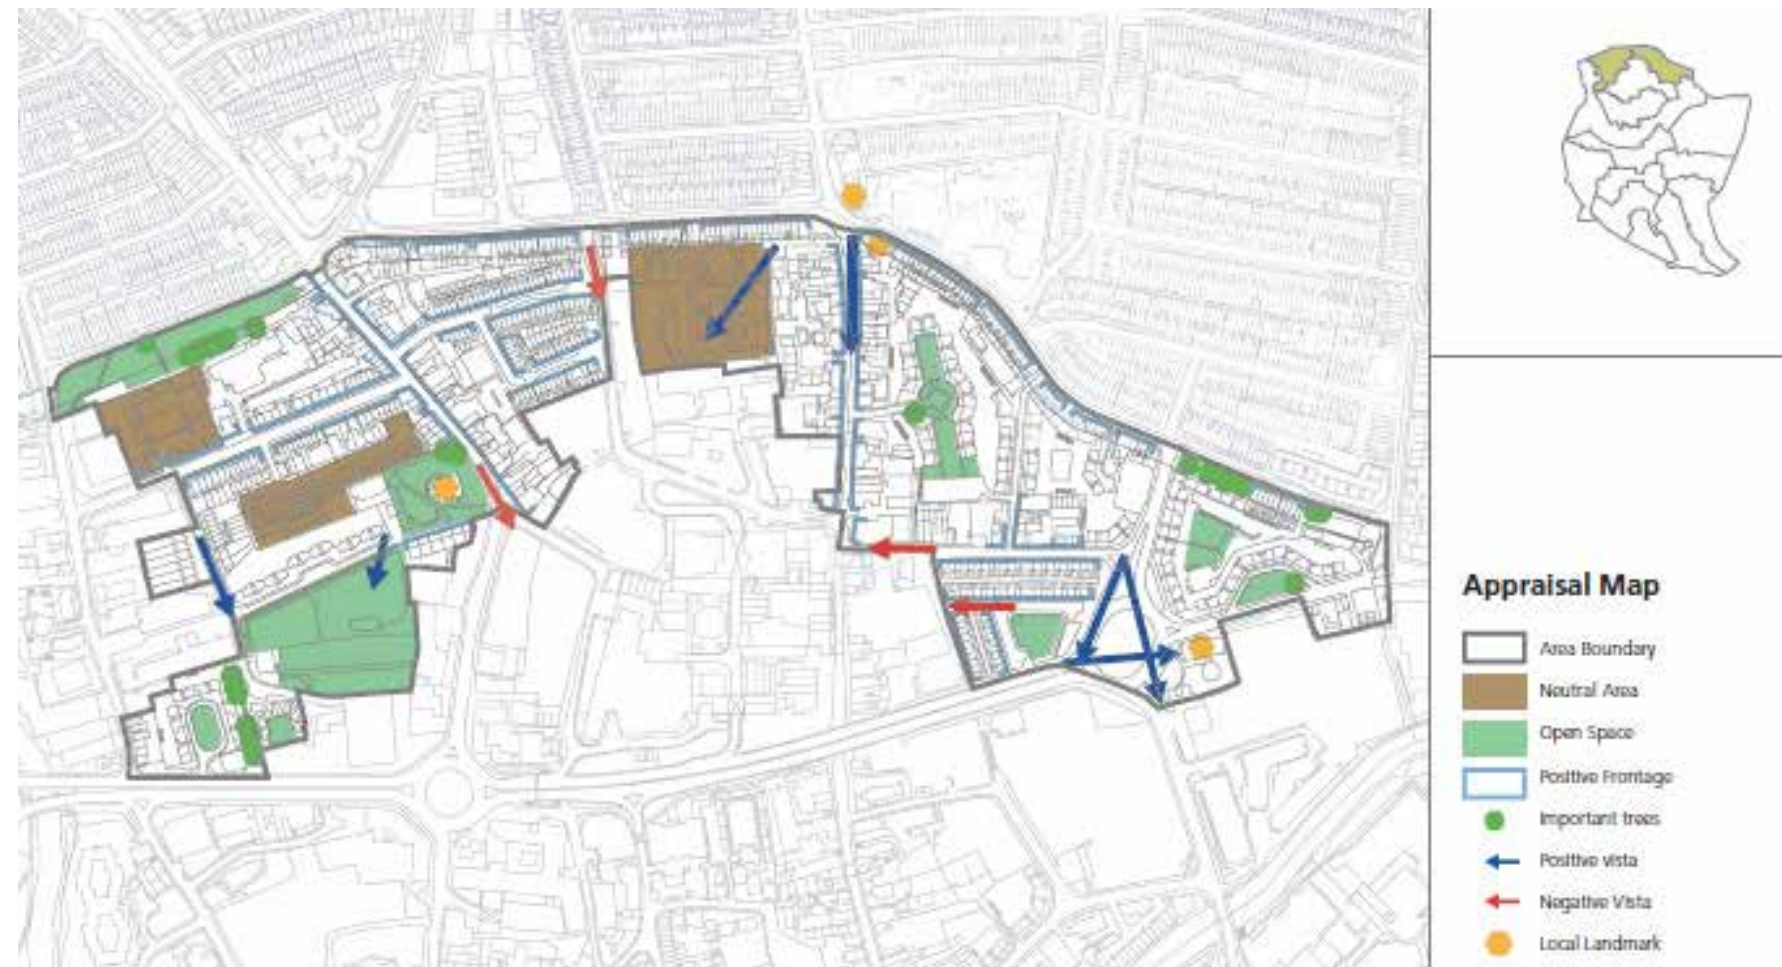 Appraisal Map
Area Boundary
Neutral Area
Open Space
Positive Frontage
Important trees
Positive vista
Negative Vista
Local Landmark